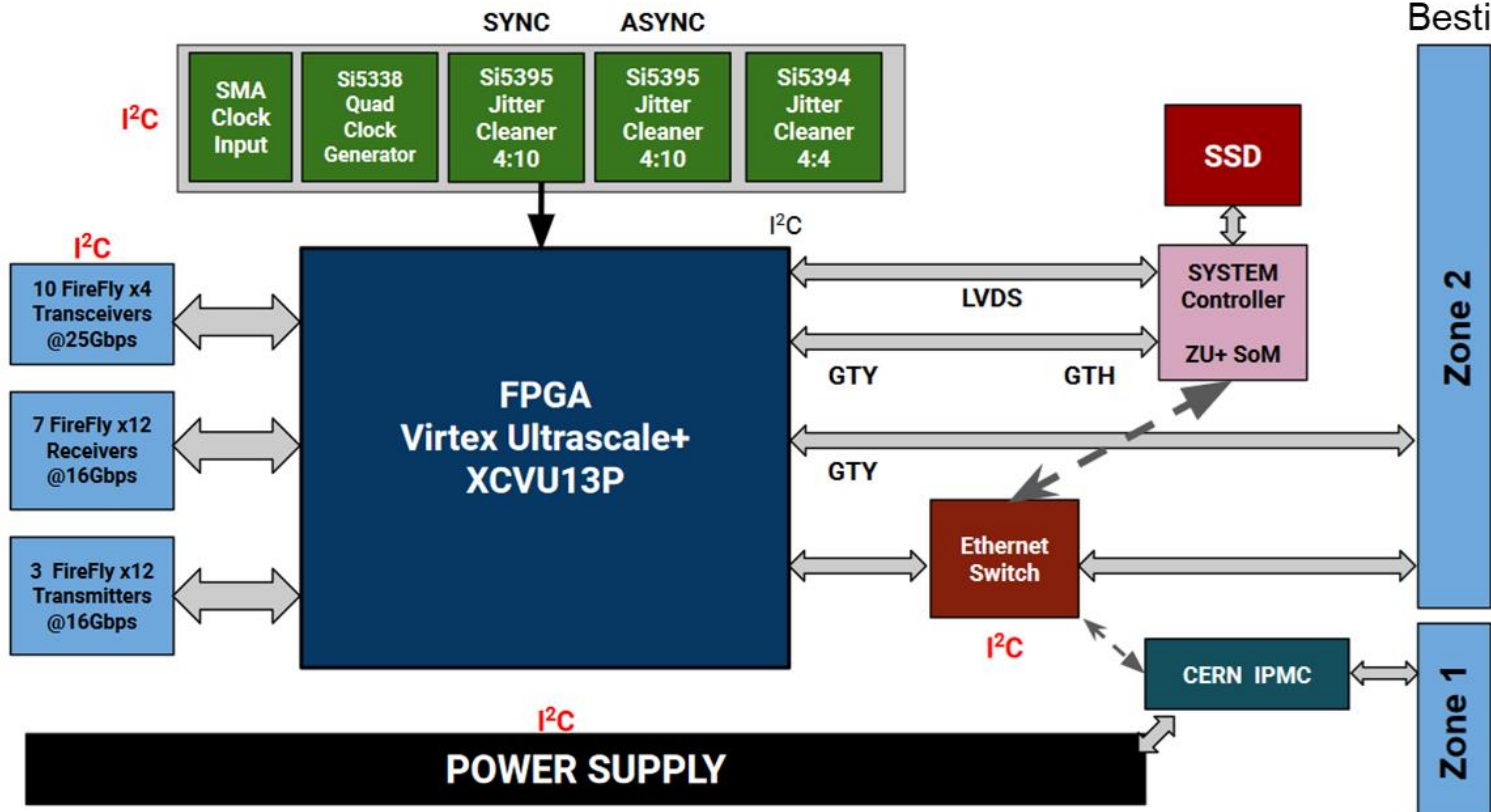 Besti
SYNC
ASYNC
I²C
SMA
Clock
Input
Si5338
Quad
Clock
Generator
Si5395
Jitter
Cleaner
4:10
Si5395
Jitter
Cleaner
4:10
Si5394
Jitter
Cleaner
4:4
SSD
I²C
I²C
10 FireFly x4
Transceivers
@25Gbps
7 FireFly x12
Receivers
@16Gbps
3 FireFly x12
Transmitters
@16Gbps
FPGA
Virtex Ultrascale+
XCVU13P
LVDS
GTY
GTH
GTY
SYSTEM
Controller
ZU+ SoM
Ethernet
Switch
I²C
CERN IPMC
Zone 2
Zone 1
I²C
POWER SUPPLY